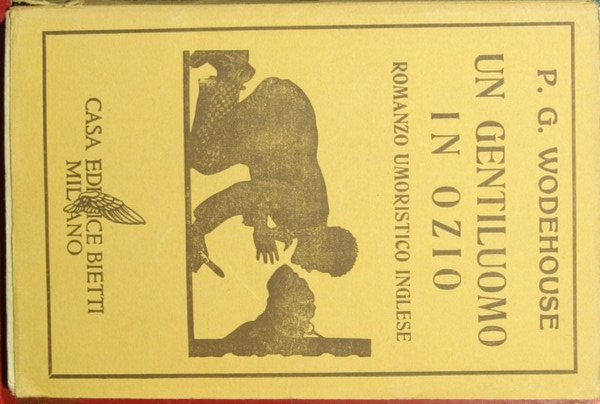 P. G. WODEHOUSE
UN GENTILUOMO
IN OZIO
ROMANZO UMORISTICO INGLESE
CASA EDITRICE BIETTI
MILANO